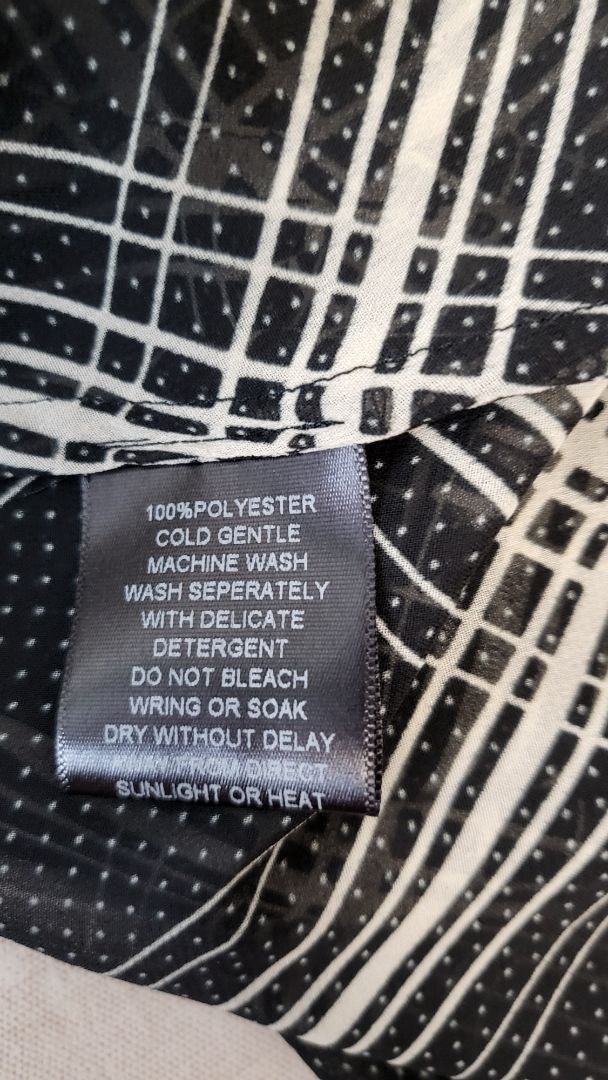 100%POLYESTER
COLD GENTLE
MACHINE WASH
WASH SEPERATELY
WITH DELICATE
DETERGENT
DO NOT BLEACH
WRING OR SOAK
DRY WITHOUT DELAY
FROM DIRECT
SUNLIGHT OR HEAT